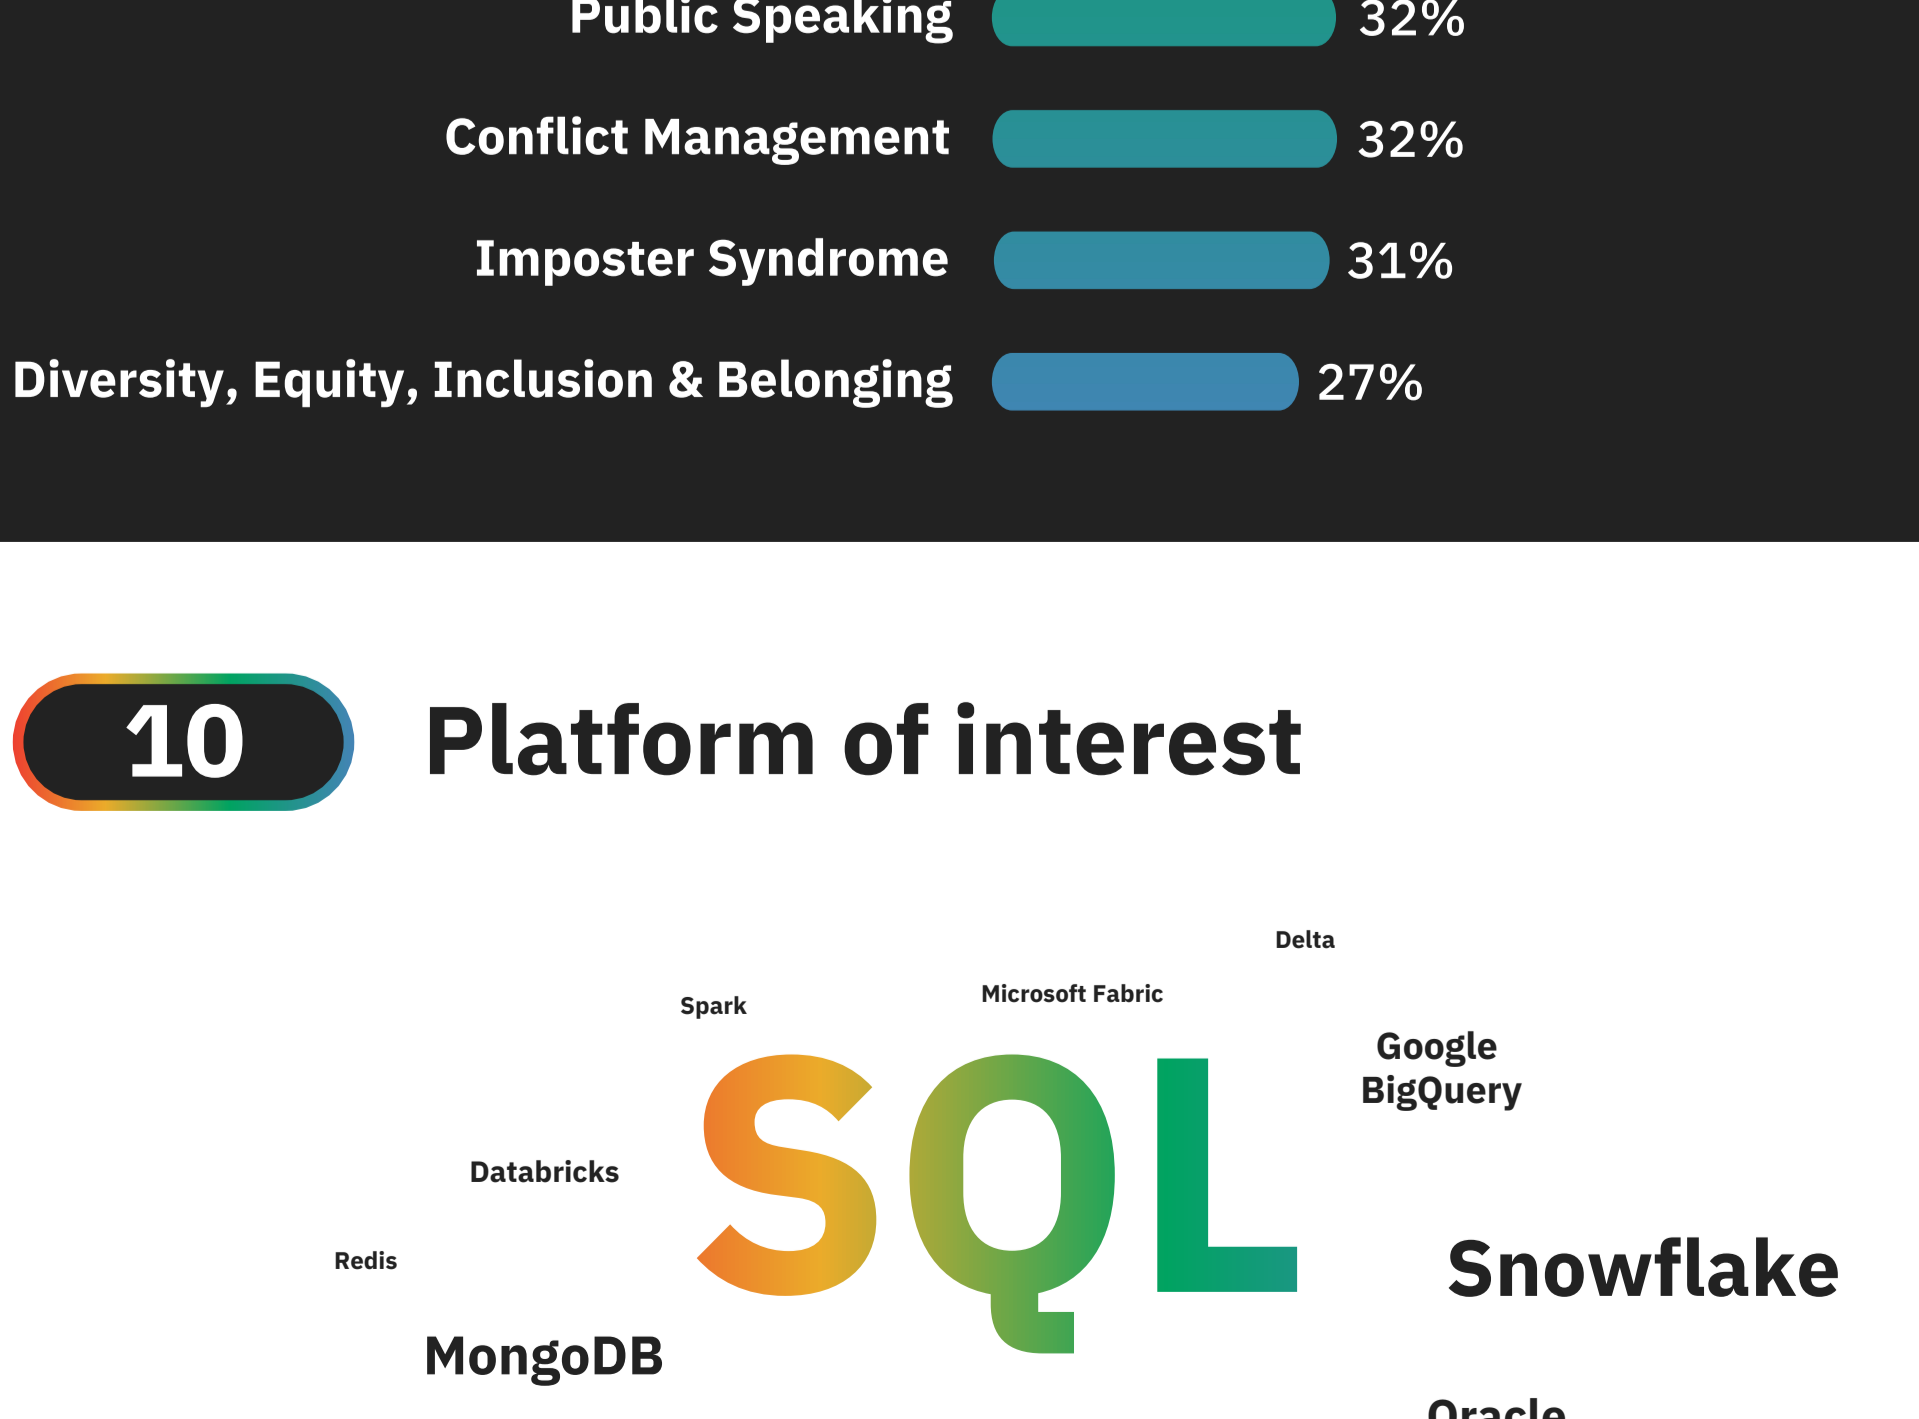 Public Speaking 32%
Conflict Management 32%
Imposter Syndrome 31%
Diversity, Equity, Inclusion & Belonging 27%
10 Platform of interest
Delta
Microsoft Fabric
Spark
Google
BigQuery
SQL
Databricks
Redis
Snowflake
MongoDB
Oracle